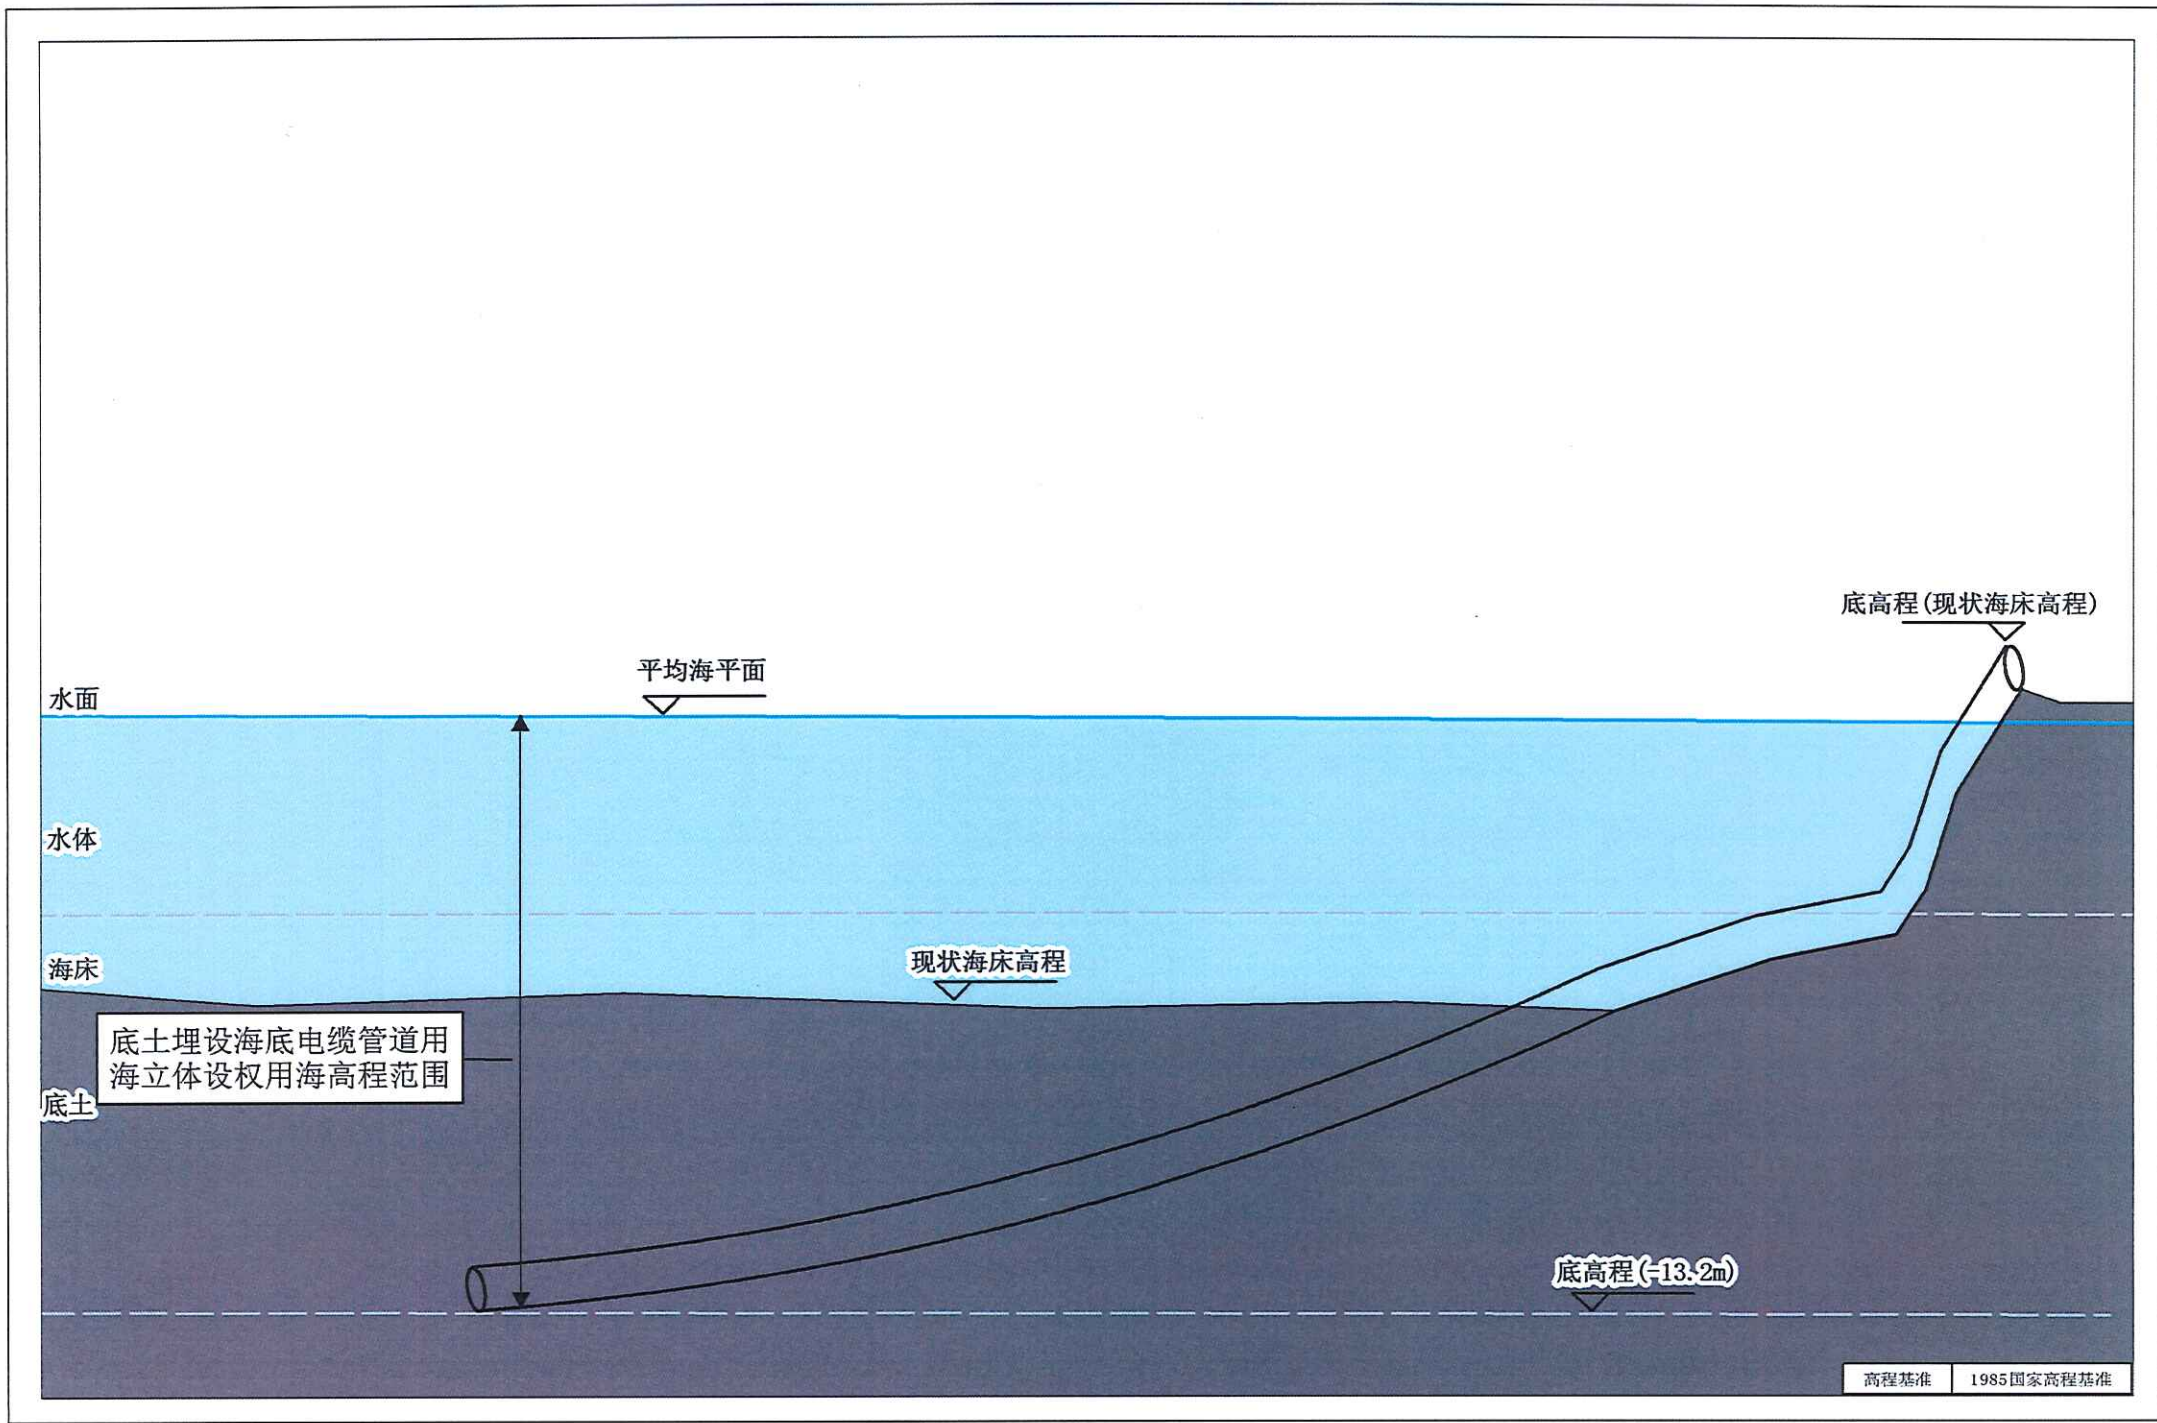 底高程(现状海床高程)
平均海平面
水面
水体
海床
现状海床高程
底土埋设海底电缆管道用
海立体设权用海高程范围
底土
底高程(-13.2m)
高程基准 1985国家高程基准